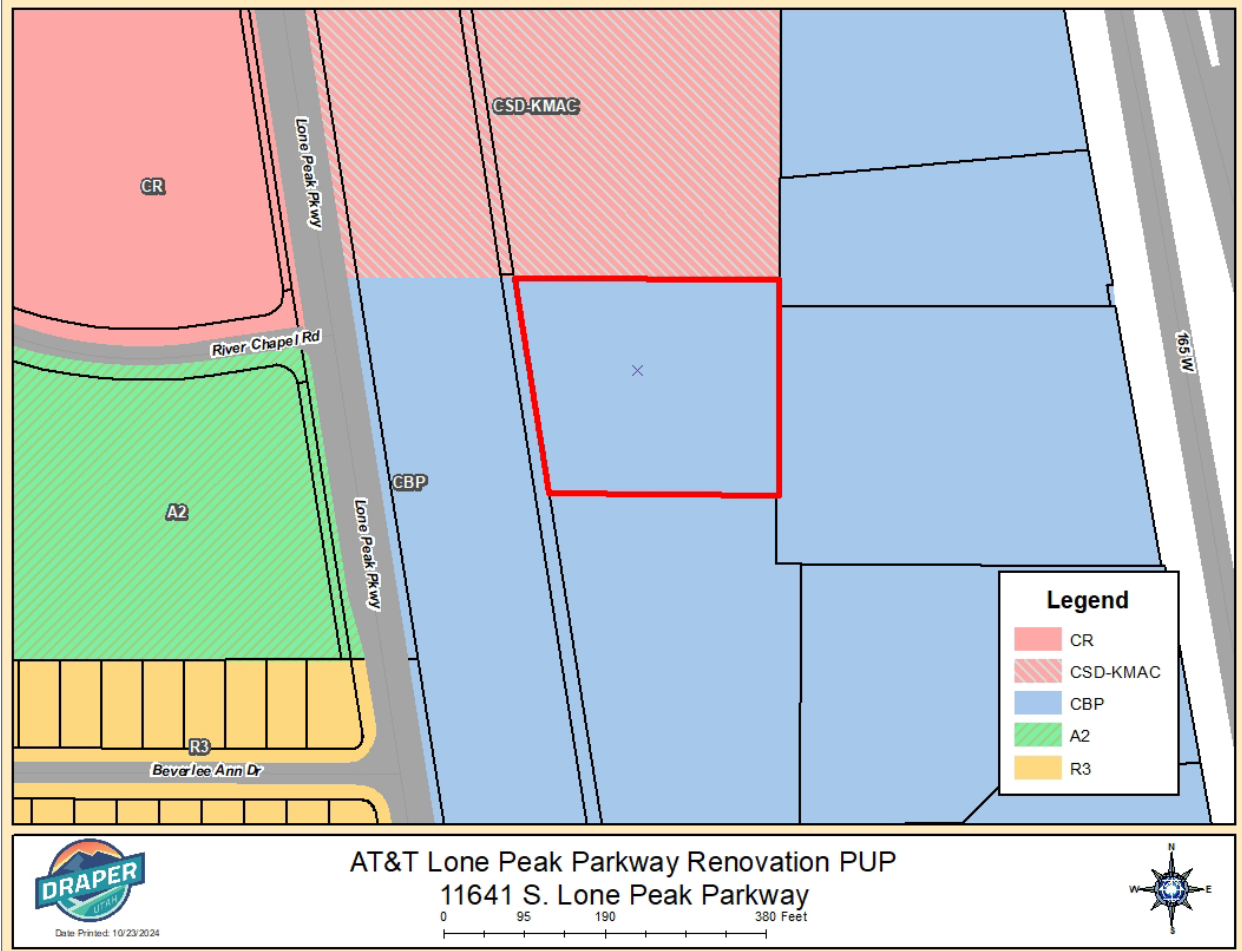 CSD-KMAC
Lone Peak Pkwy
CR
River Chapel Rd
165 W
CBP
A2
Lone Peak Pkwy
R3
Beverlee Ann Dr
Legend
CR
CSD-KMAC
CBP
A2
R3
DRAPER
UTAH
Date Printed: 10/23/2024
AT&T Lone Peak Parkway Renovation PUP
11641 S. Lone Peak Parkway
0 95 190 380 Feet
N
W E
S